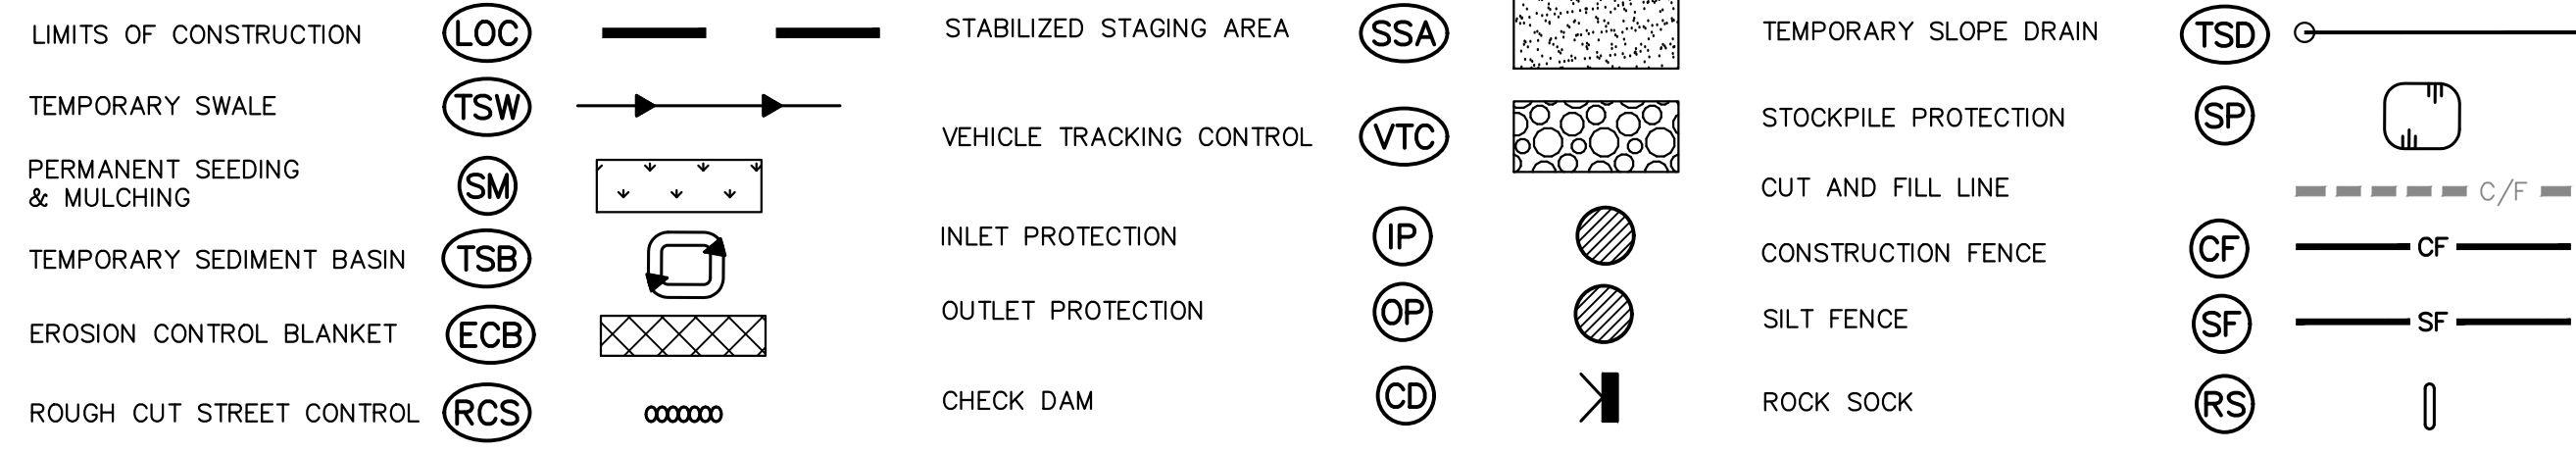 LIMITS OF CONSTRUCTION LOC
TEMPORARY SWALE TSW
PERMANENT SEEDING
& MULCHING SM
TEMPORARY SEDIMENT BASIN TSB
EROSION CONTROL BLANKET ECB
ROUGH CUT STREET CONTROL RCS
STABILIZED STAGING AREA SSA
VEHICLE TRACKING CONTROL VTC
INLET PROTECTION IP
OUTLET PROTECTION OP
CHECK DAM CD
TEMPORARY SLOPE DRAIN TSD
STOCKPILE PROTECTION SP
CUT AND FILL LINE C/F
CONSTRUCTION FENCE CF CF
SILT FENCE SF SF
ROCK SOCK RS